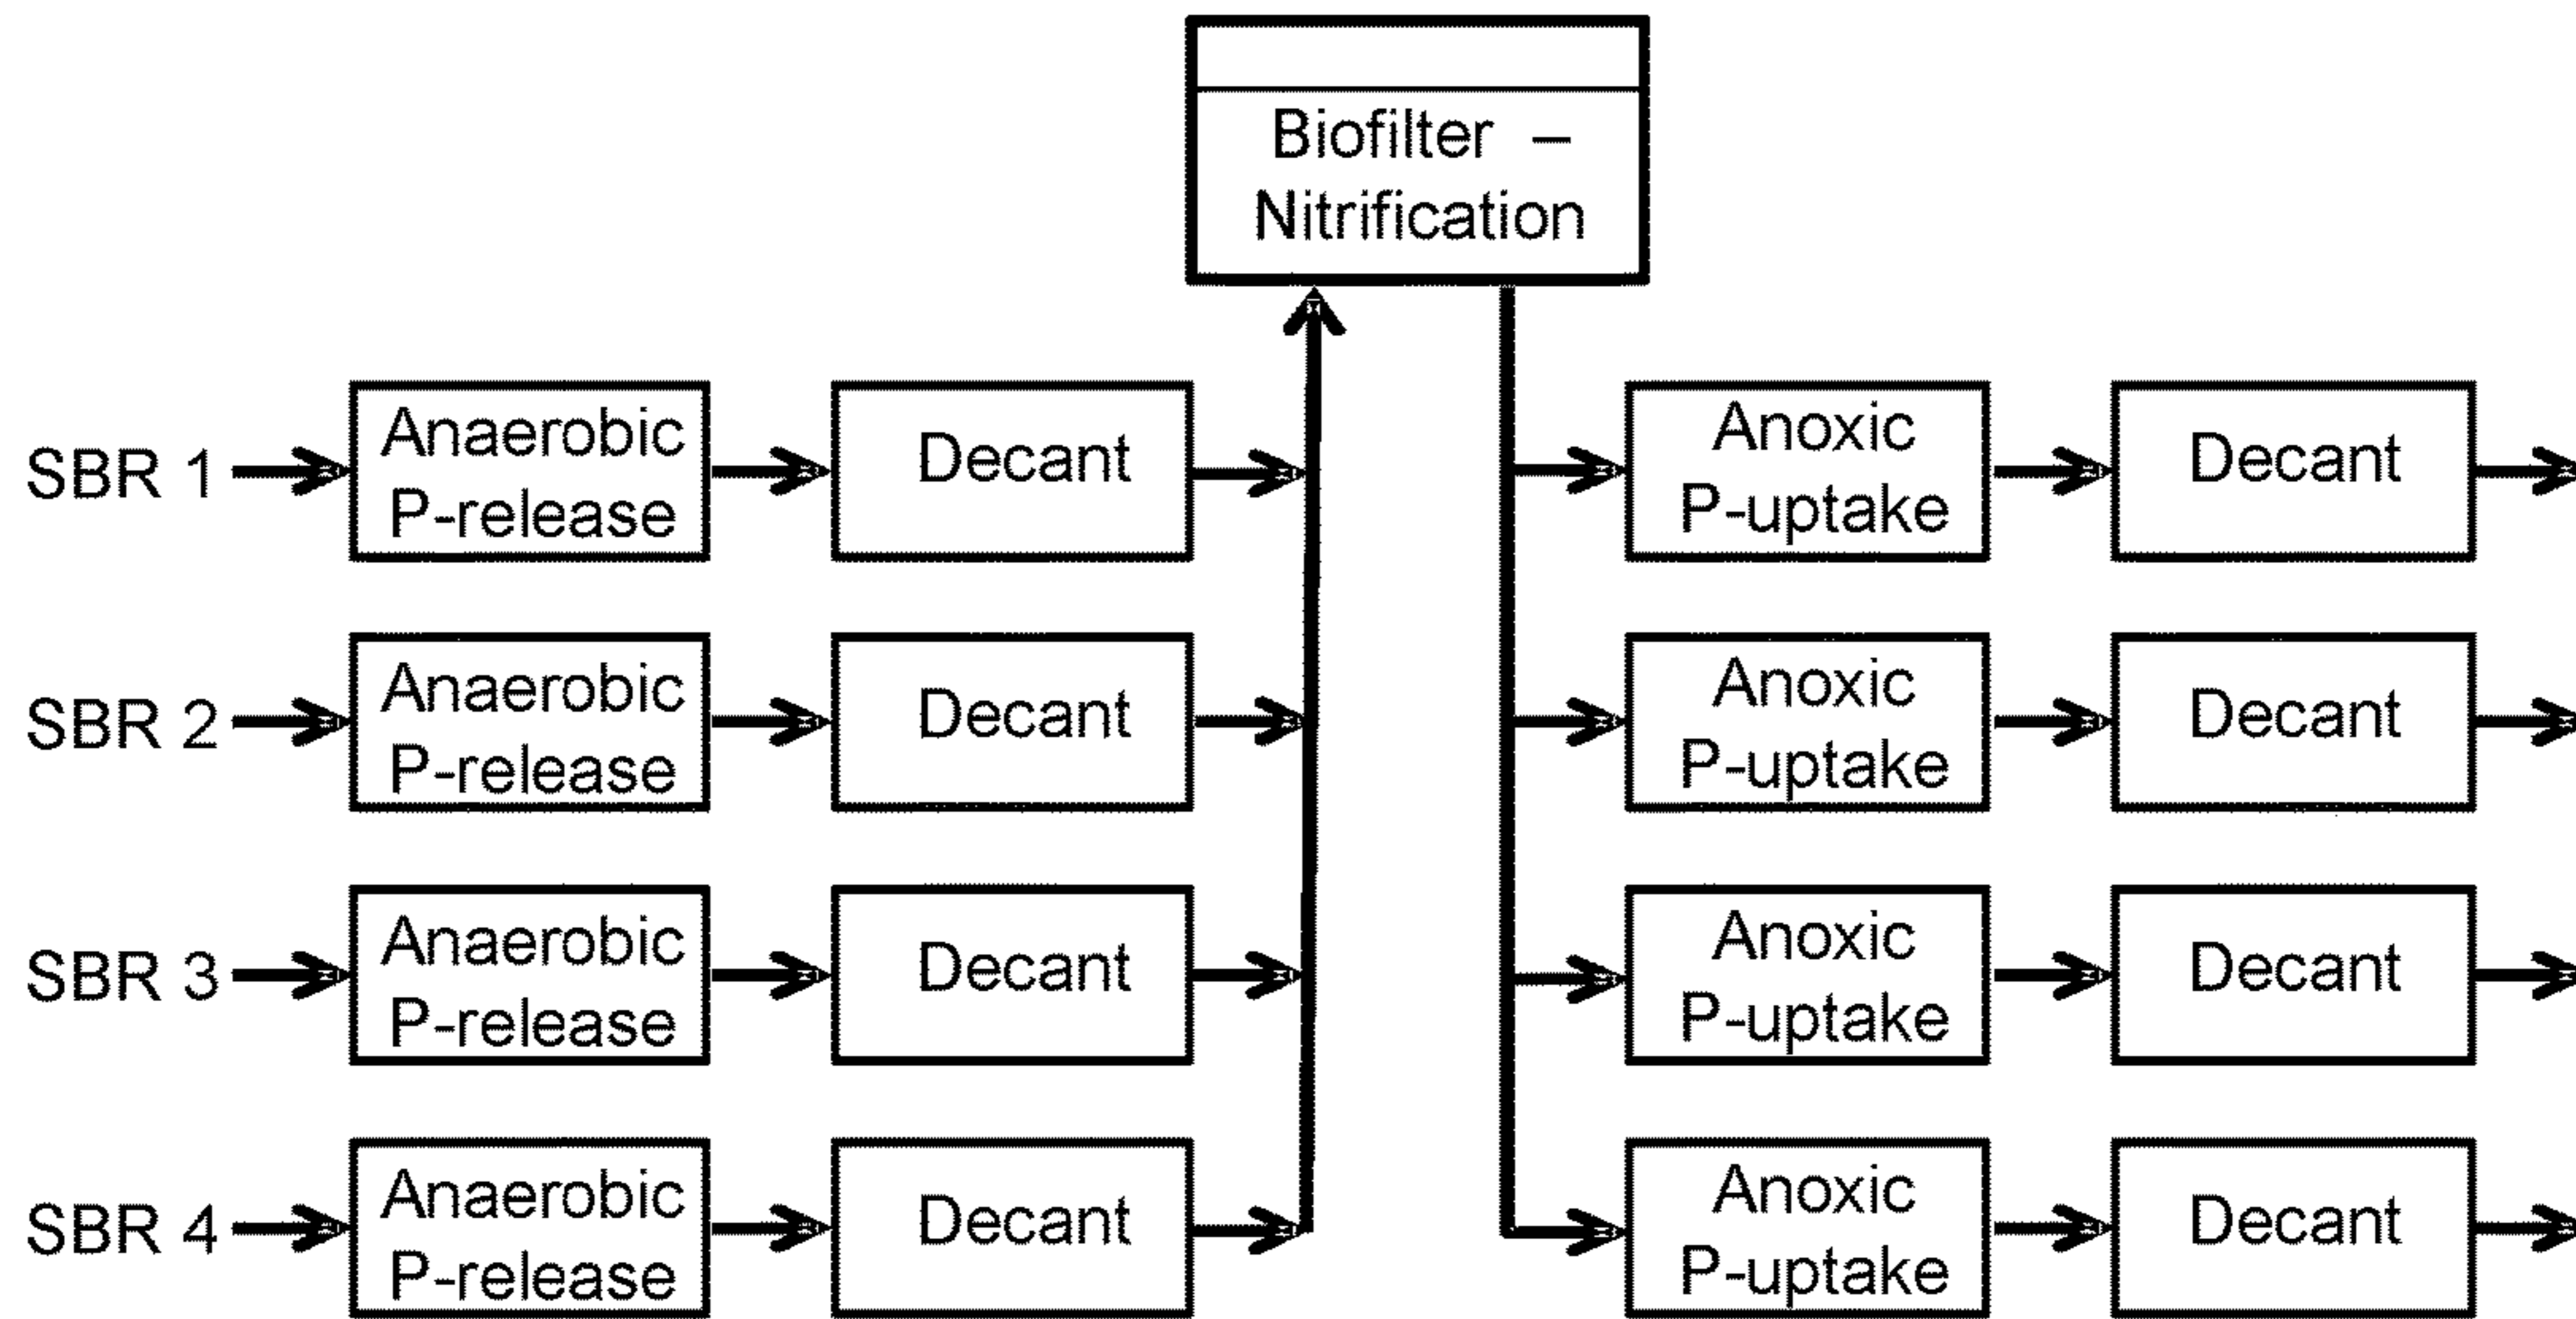 Biofilter –
Nitrification
SBR 1
Anaerobic
P-release
Decant
Anoxic
P-uptake
Decant
SBR 2
Anaerobic
P-release
Decant
Anoxic
P-uptake
Decant
SBR 3
Anaerobic
P-release
Decant
Anoxic
P-uptake
Decant
SBR 4
Anaerobic
P-release
Decant
Anoxic
P-uptake
Decant